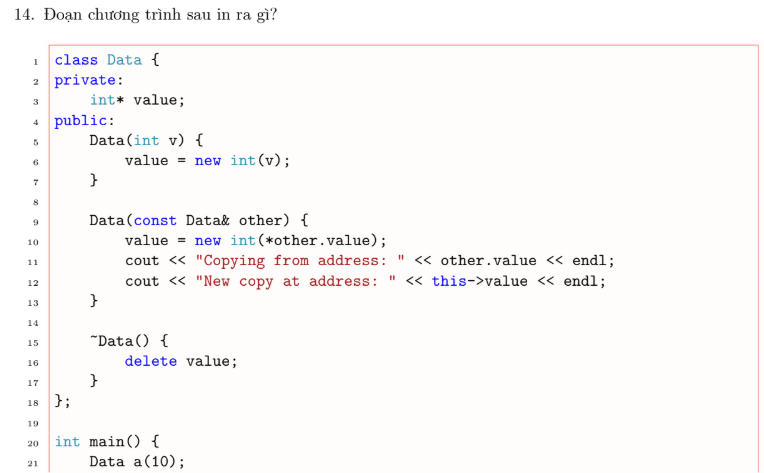 14. Đoạn chương trình sau in ra gì?
1 class Data {
2 private:
3     int* value;
4 public:
5     Data(int v) {
6         value = new int(v);
7     }
8
9     Data(const Data& other) {
10         value = new int(*other.value);
11         cout << "Copying from address: " << other.value << endl;
12         cout << "New copy at address: " << this->value << endl;
13     }
14
15     ~Data() {
16         delete value;
17     }
18 };
19
20 int main() {
21     Data a(10);